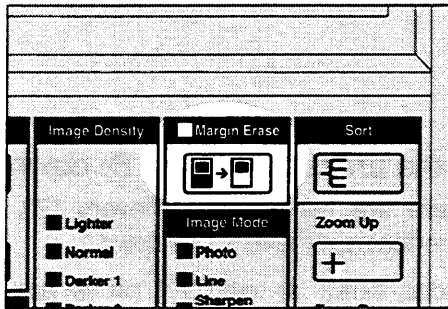 Image Density
Margin Erase
Sort
Image Mode
Lighter
Normal
Darker 1
Photo
Line
Sharpen
Zoom Up
+